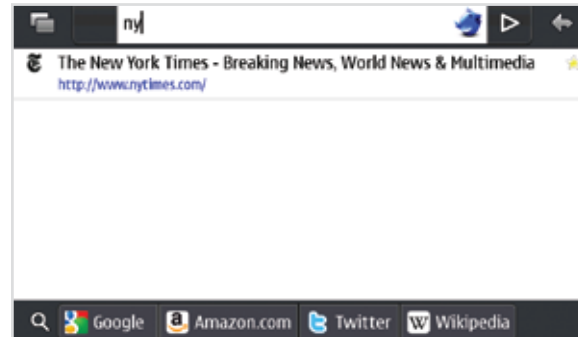 ny
The New York Times - Breaking News, World News & Multimedia
http://www.nytimes.com/
Google Amazon.com Twitter Wikipedia